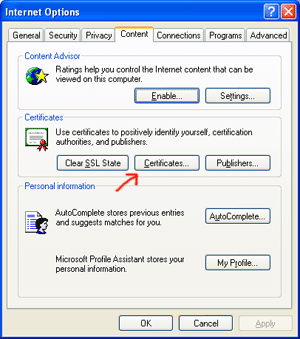 Internet Options
General Security Privacy Content Connections Programs Advanced
Content Advisor
Ratings help you control the Internet content that can be
viewed on this computer.
Enable... Settings...
Certificates
Use certificates to positively identify yourself, certification
authorities, and publishers.
Clear SSL State Certificates... Publishers...
Personal information
AutoComplete stores previous entries
and suggests matches for you.
AutoComplete...
Microsoft Profile Assistant stores your
personal information.
My Profile...
OK Cancel Apply